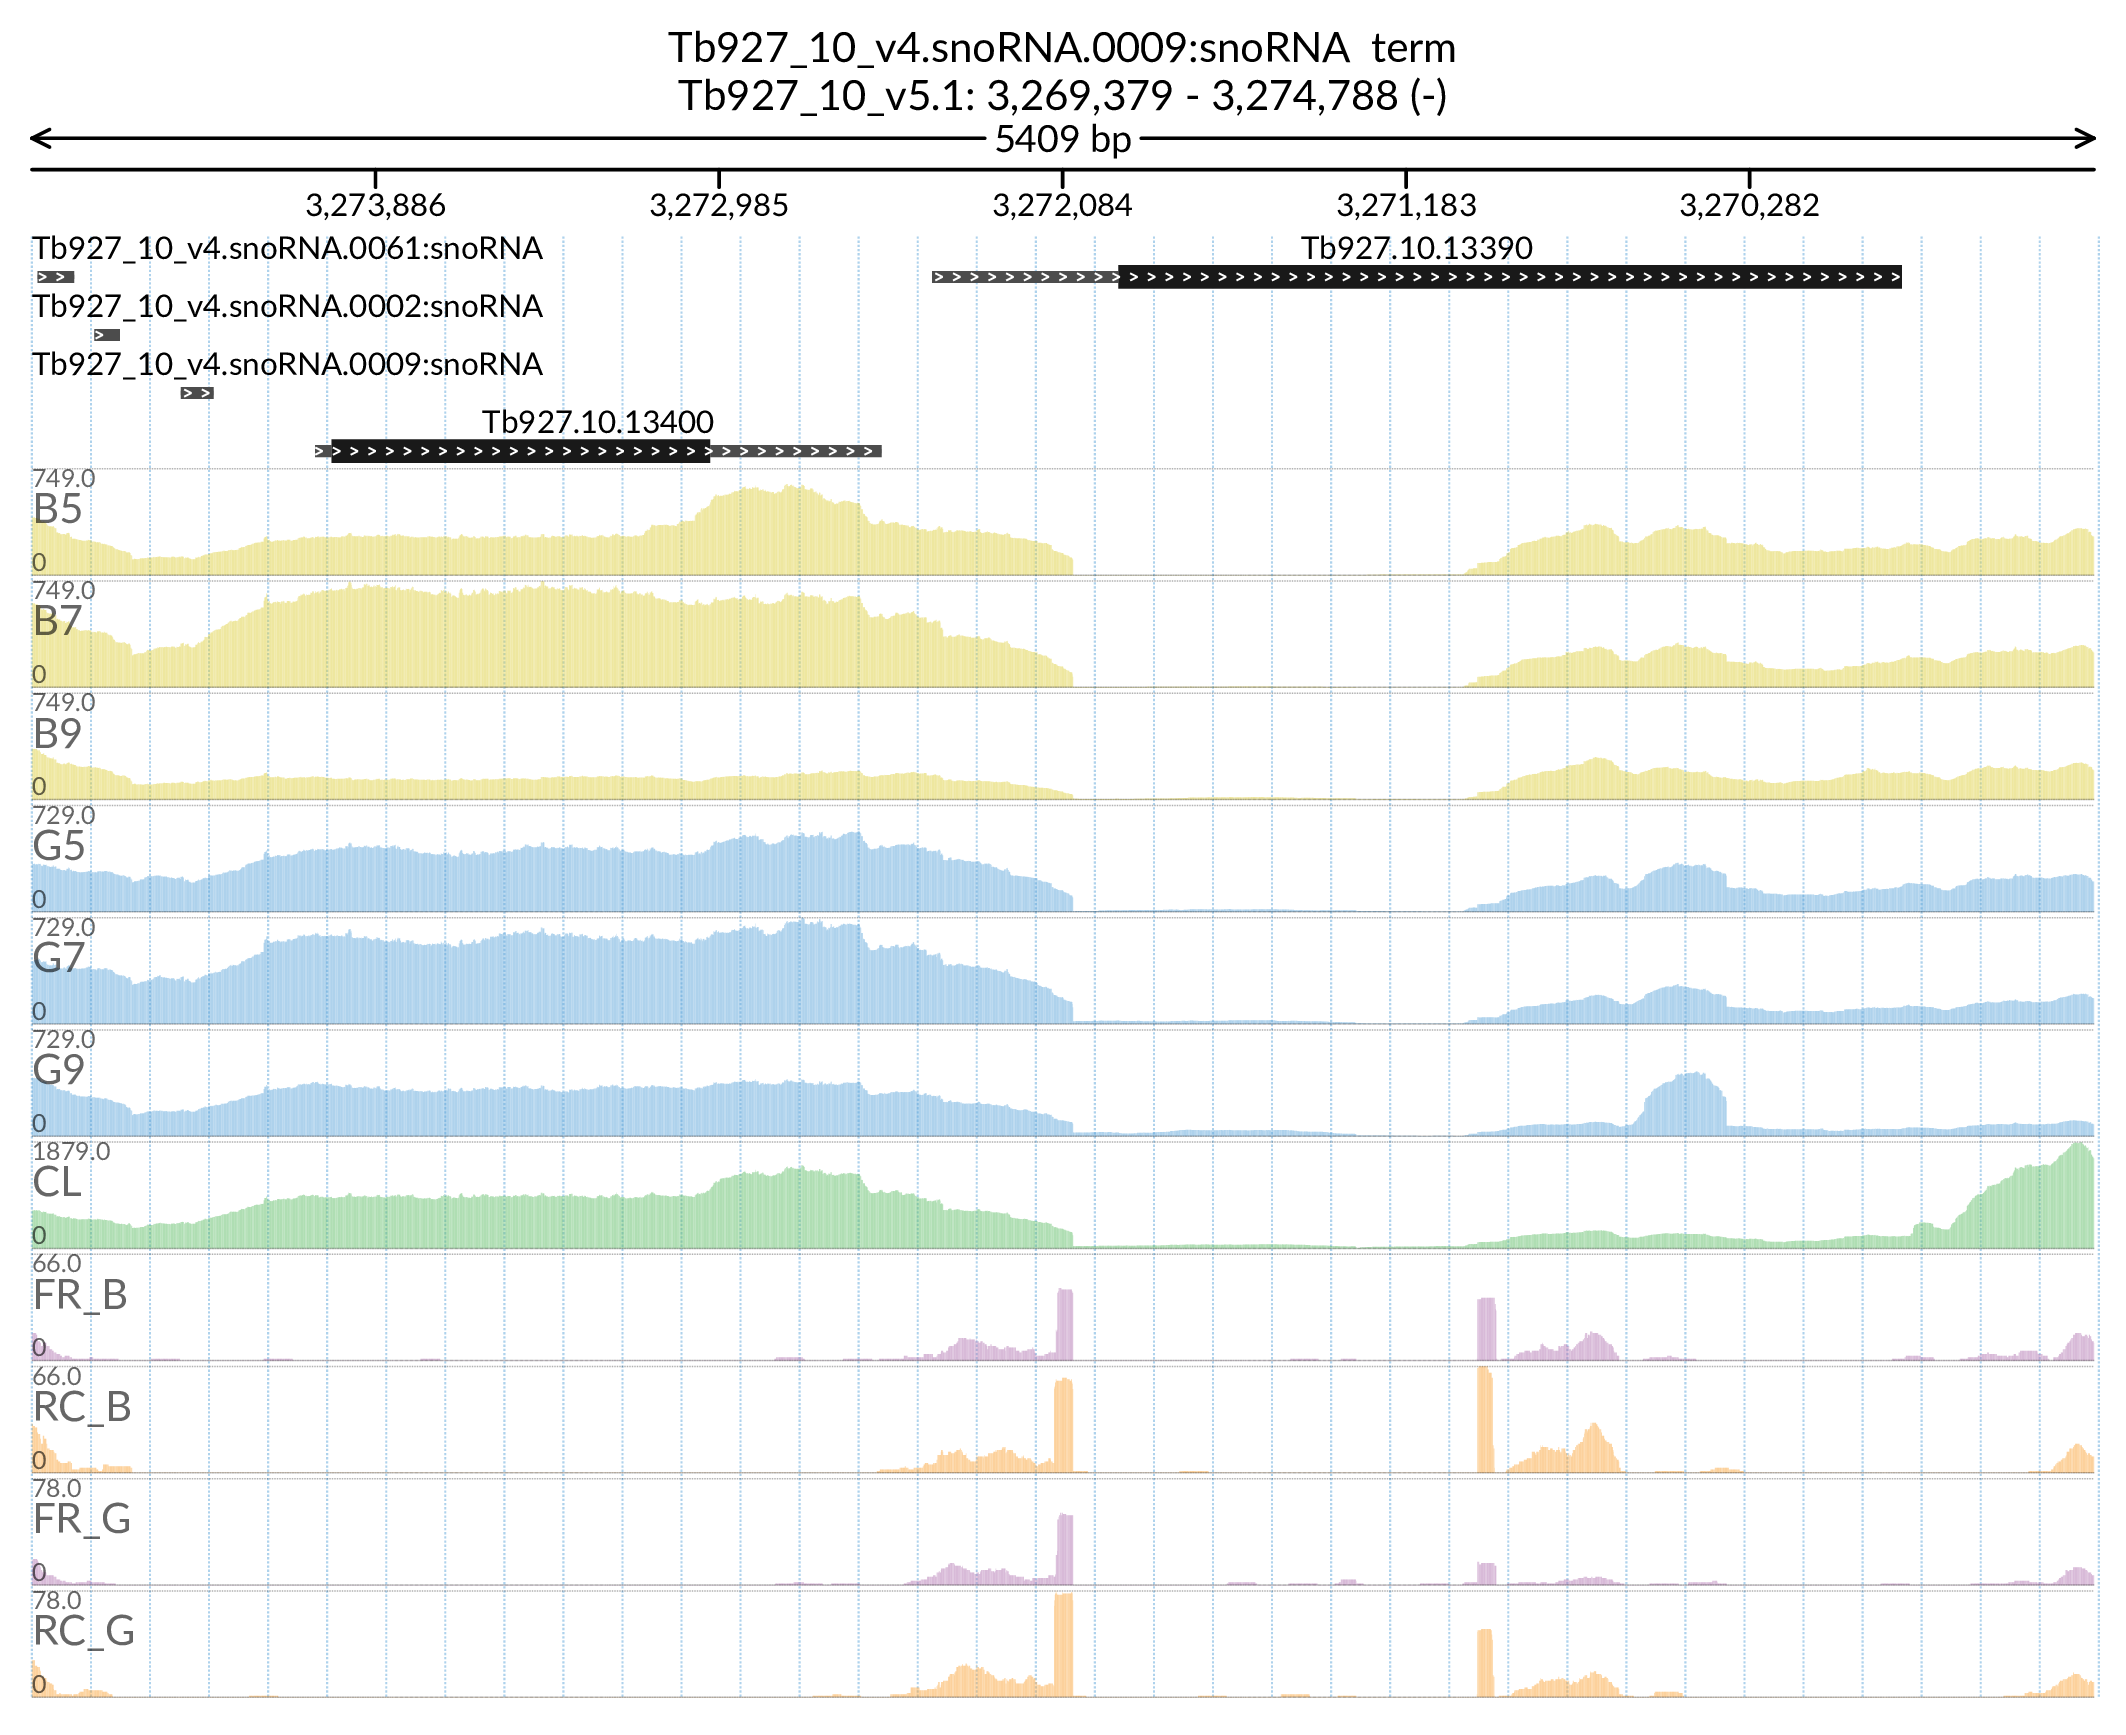 Tb927_10_v4.snoRNA.0009:snoRNA  term
Tb927_10_v5.1: 3,269,379 - 3,274,788 (-)
5409 bp
3,273,886 3,272,985 3,272,084 3,271,183 3,270,282
Tb927_10_v4.snoRNA.0061:snoRNA Tb927.10.13390
Tb927_10_v4.snoRNA.0002:snoRNA
Tb927_10_v4.snoRNA.0009:snoRNA
Tb927.10.13400
749.0
B5
0
749.0
B7
0
749.0
B9
0
729.0
G5
0
729.0
G7
0
729.0
G9
0
1879.0
CL
0
66.0
FR_B
0
66.0
RC_B
0
78.0
FR_G
0
78.0
RC_G
0